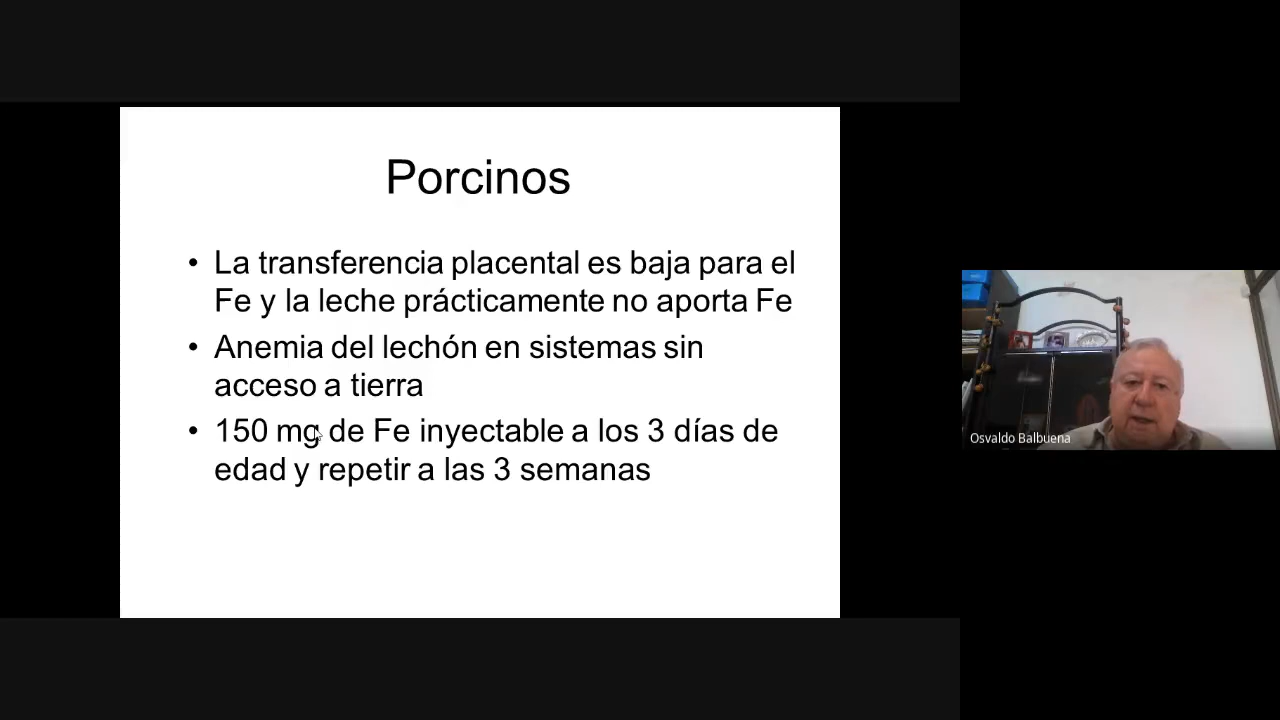 Porcinos
• La transferencia placental es baja para el
Fe y la leche prácticamente no aporta Fe
• Anemia del lechón en sistemas sin
acceso a tierra
• 150 mg de Fe inyectable a los 3 días de
edad y repetir a las 3 semanas
Osvaldo Balbuena